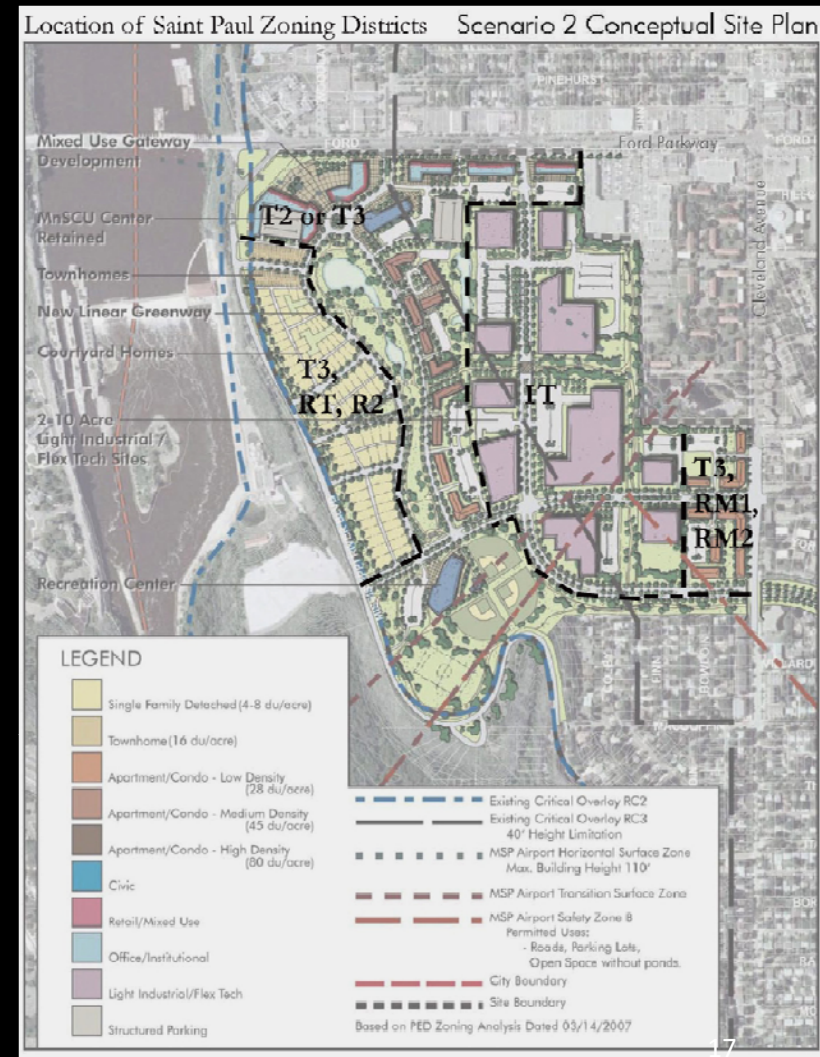 Location of Saint Paul Zoning Districts
Scenario 2 Conceptual Site Plan
PINEHURST
FORD
Ford Parkway
FORD
Mixed Use Gateway
Development
MnSCU Center
Retained
Townhomes
New Linear Greenway
Courtyard Homes
2-10 Acre
Light Industrial /
Flex Tech Sites
Recreation Center
Cleveland Avenue
T2 or T3
T3,
RT, R2
IT
T3,
RM1,
RM2
COLBY
FINN
LEGEND
Single Family Detached (4-8 du/acre)
Townhome (16 du/acre)
Apartment/Condo - Low Density
(28 du/acre)
Apartment/Condo - Medium Density
(45 du/acre)
Apartment/Condo - High Density
(80 du/acre)
Civic
Retail/Mixed Use
Office/Institutional
Light Industrial/Flex Tech
Structured Parking
Existing Critical Overlay RC2
Existing Critical Overlay RC3
40' Height Limitation
MSP Airport Horizontal Surface Zone
Max. Building Height 110'
MSP Airport Transition Surface Zone
MSP Airport Safety Zone B
Permitted Uses:
- Roads, Parking Lots,
Open Space without ponds.
City Boundary
Site Boundary
Based on PED Zoning Analysis Dated 03/14/2007
17